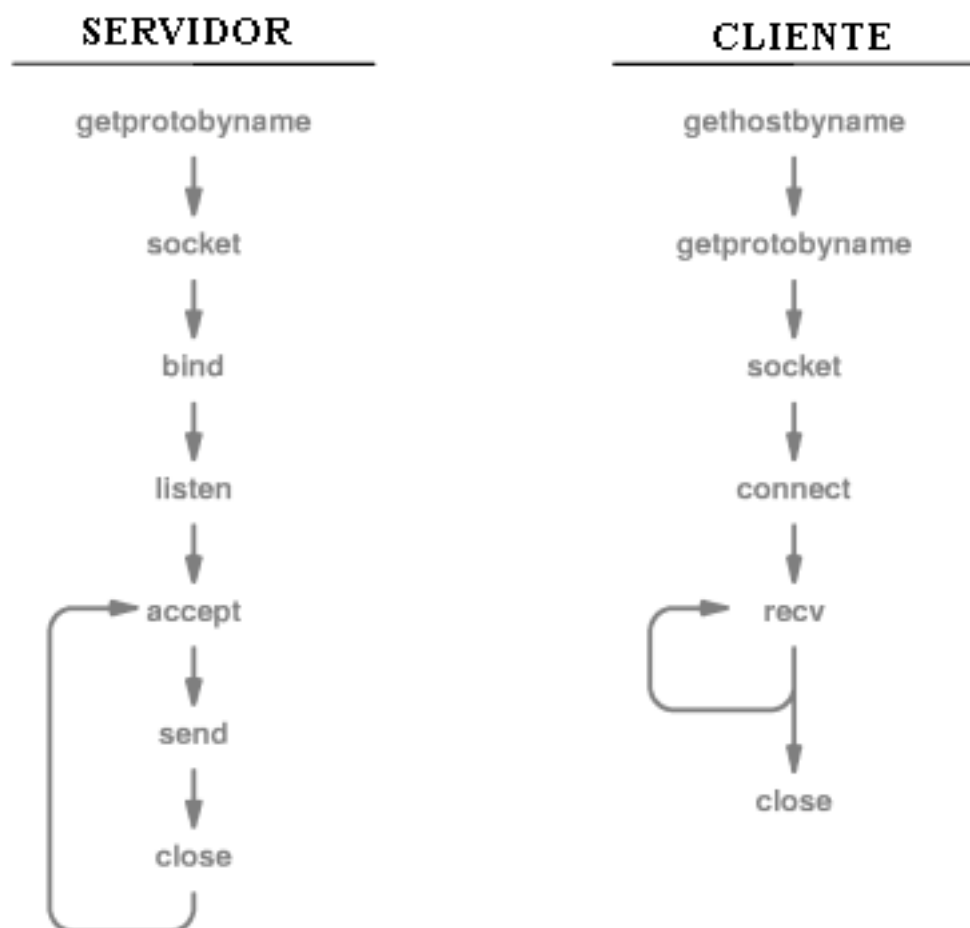 SERVIDOR
getprotobyname
socket
bind
listen
accept
send
close
CLIENTE
gethostbyname
getprotobyname
socket
connect
recv
close